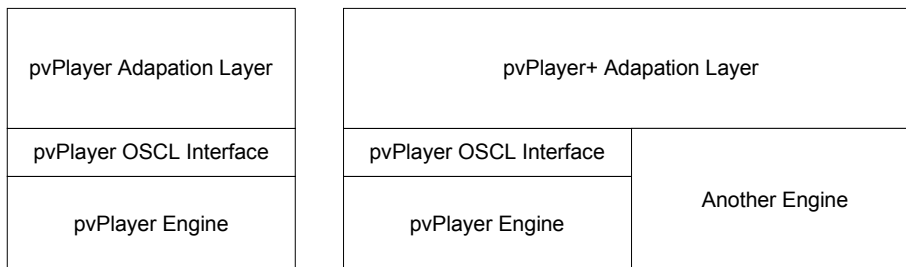 pvPlayer Adapation Layer
pvPlayer OSCL Interface
pvPlayer Engine
pvPlayer+ Adapation Layer
pvPlayer OSCL Interface
pvPlayer Engine
Another Engine